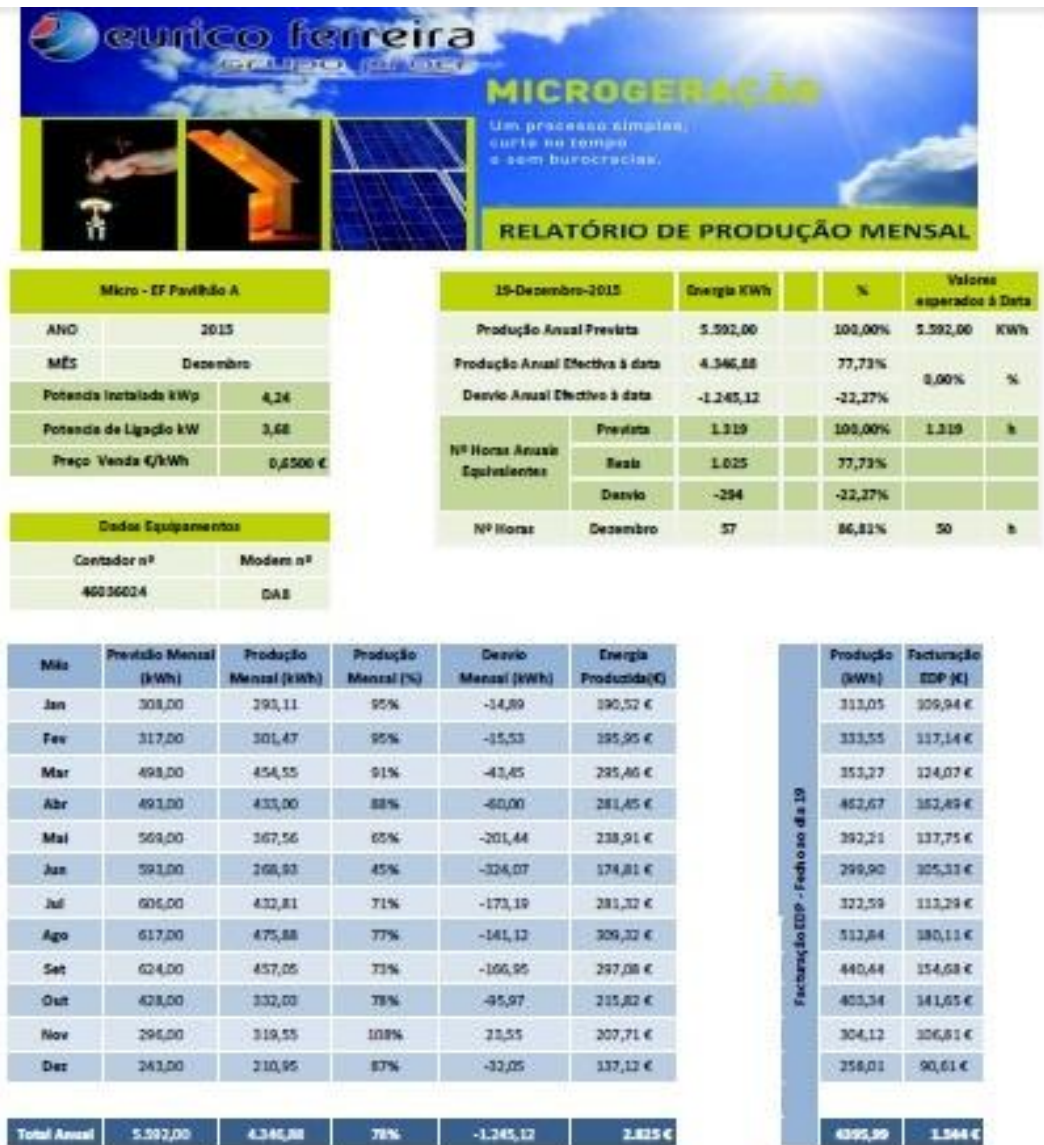 eurico ferreira
MICROGERAÇÃO
Um processo simples,
curto no tempo
e sem burocracias.
RELATÓRIO DE PRODUÇÃO MENSAL
Micro - EF Pavilhão A
ANO 2015
MÊS Dezembro
Potencia Instalada kWp 4,24
Potencia de Ligação kW 3,68
Preço Venda €/kWh 0,6500 €
Dados Equipamentos
Contador nº Modem nº
46036024 DAB
19-Dezembro-2015 Energia KWh % Valores esperados à Data
Produção Anual Prevista 5.592,00 100,00% 5.592,00 KWh
Produção Anual Efectiva à data 4.346,88 77,73%
0,00% %
Desvio Anual Efectivo à data -1.245,12 -22,27%
Nº Horas Anuais Equivalentes
Prevista 1.319 100,00% 1.319 h
Reais 1.025 77,73%
Desvio -294 -22,27%
Nº Horas Dezembro 57 86,81% 50 h
Mês Previsão Mensal (kWh) Produção Mensal (kWh) Produção Mensal (%) Desvio Mensal (kWh) Energia Produzida(€) Produção (kWh) Facturação EDP (€)
Jan 308,00 293,11 95% -14,89 190,52 € 313,05 109,94 €
Fev 317,00 301,47 95% -15,53 195,95 € 333,55 117,14 €
Mar 498,00 454,55 91% -43,45 295,46 € 353,27 124,07 €
Abr 493,00 433,00 88% -60,00 281,45 € 462,67 162,49 €
Mai 569,00 367,56 65% -201,44 238,91 € 392,21 137,75 €
Jun 593,00 268,93 45% -324,07 174,81 € 299,90 105,33 €
Jul 606,00 432,81 71% -173,19 281,32 € 322,59 113,29 €
Ago 617,00 475,88 77% -141,12 309,32 € 512,84 180,11 €
Set 624,00 457,05 73% -166,95 297,08 € 440,44 154,68 €
Out 428,00 332,03 78% -95,97 215,82 € 403,34 141,65 €
Nov 296,00 319,55 108% 23,55 207,71 € 304,12 106,81 €
Dez 243,00 210,95 87% -32,05 137,12 € 258,01 90,61 €
Facturação EDP - Fecho ao dia 19
Total Anual 5.592,00 4.346,88 78% -1.245,12 2.825 € 4395,99 1.544 €